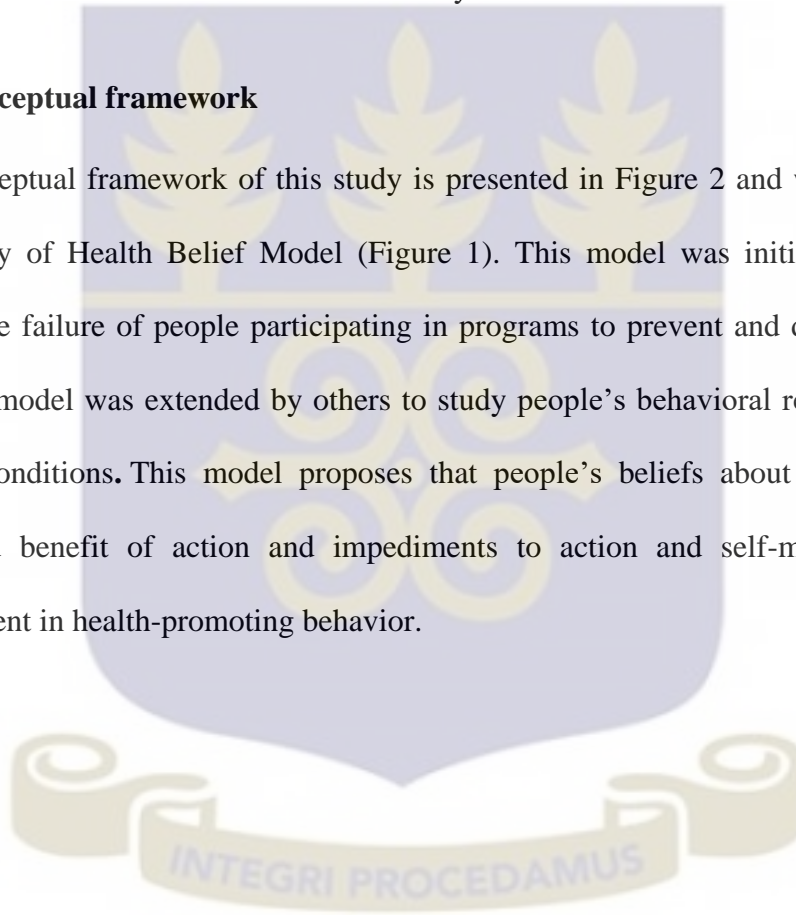 ceptual framework
eptual framework of this study is presented in Figure 2 and
y of Health Belief Model (Figure 1). This model was initi
e failure of people participating in programs to prevent and
model was extended by others to study people’s behavioral r
onditions. This model proposes that people’s beliefs about
benefit of action and impediments to action and self-m
ent in health-promoting behavior.
INTEGRI PROCEDAMUS